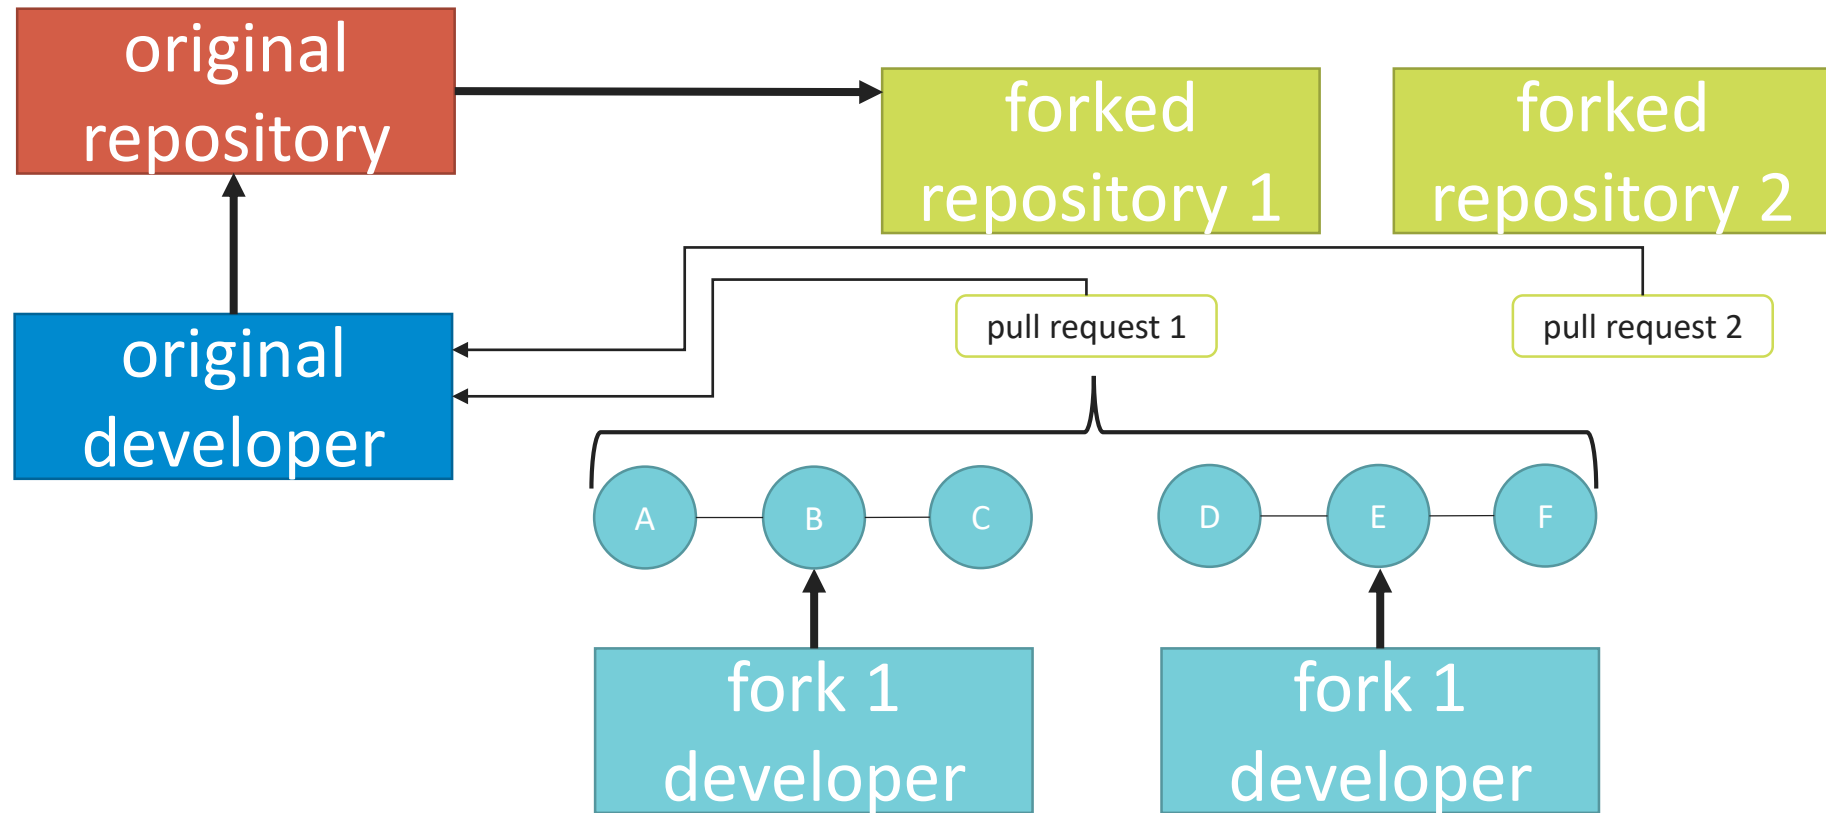 original
repository
forked
repository 1
forked
repository 2
pull request 1
pull request 2
original
developer
A
B
C
D
E
F
fork 1
developer
fork 1
developer